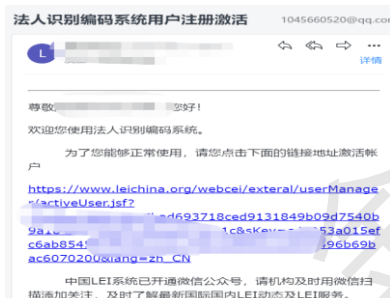 法人识别编码系统用户注册激活
1045660520@qq.co
L
详情
尊敬 您好!
欢迎您使用法人识别编码系统。
为了您能够正常使用，请您点击下面的链接地址激活帐
户
https://www.leichina.org/webcei/exteral/userManage
r/activeUser.jsf?
ed693718ced9131849b09d7540b
9a 1c&sKey= 353a015ef
c6ab854 496b69b
ac6070200&lang=zh_CN
中国LEI系统已开通微信公众号，请机构及时用微信扫
描添加关注，及时了解最新国际国内LEI动态及LEI服务。